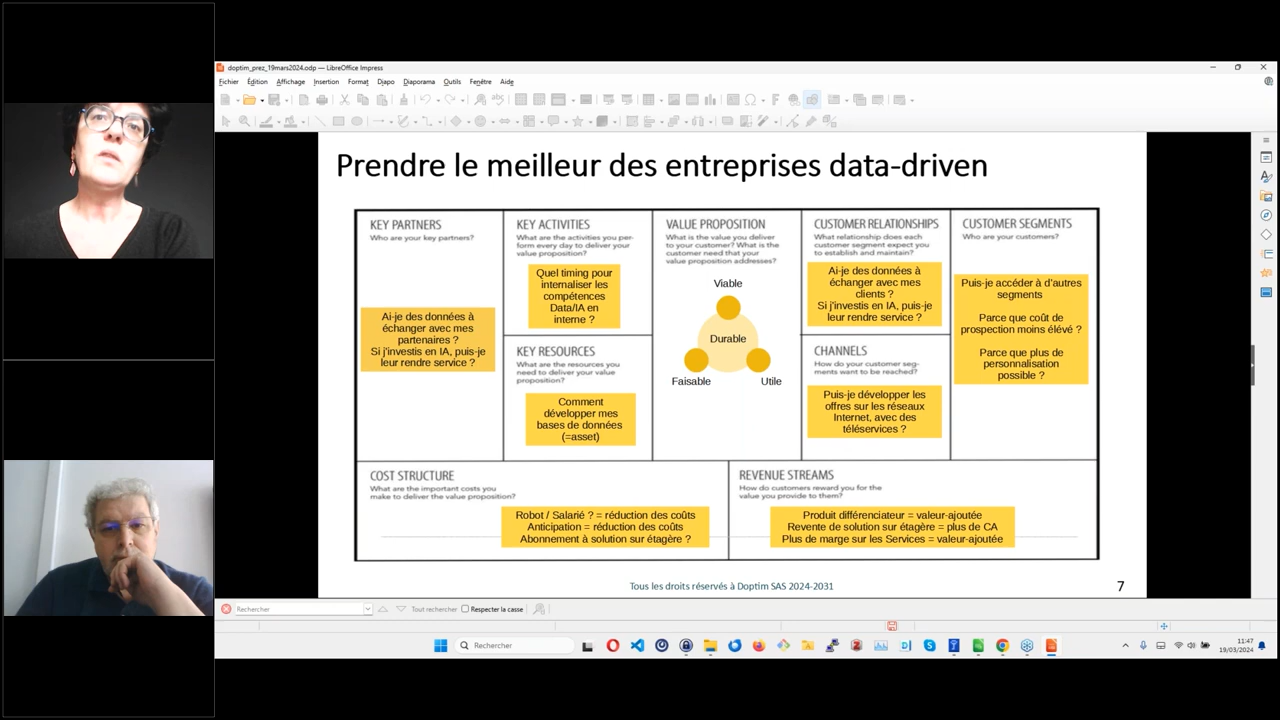 doptim_prez_19mars2024.odp — LibreOffice Impress
Fichier Édition Affichage Insertion Format Diapo Diaporama Outils Fenêtre Aide
Prendre le meilleur des entreprises data-driven
KEY PARTNERS
Who are your key partners?
Ai-je des données à
échanger avec mes
partenaires ?
Si j'investis en IA, puis-je
leur rendre service ?
KEY ACTIVITIES
What are the activities you per-
form every day to deliver your
value proposition?
Quel timing pour
internaliser les
compétences
Data/IA en
interne ?
KEY RESOURCES
What are the resources you
need to deliver your value
proposition?
Comment
développer mes
bases de données
(=asset)
VALUE PROPOSITION
What is the value you deliver
to your customer? What is the
customer need that your
value proposition addresses?
Viable
Durable
Faisable
Utile
CUSTOMER RELATIONSHIPS
What relationship does each
customer segment expect you
to establish and maintain?
Ai-je des données à
échanger avec mes
clients ?
Si j'investis en IA, puis-je
leur rendre service ?
CHANNELS
How do your customer seg-
ments want to be reached?
Puis-je développer les
offres sur les réseaux
Internet, avec des
téléservices ?
CUSTOMER SEGMENTS
Who are your customers?
Puis-je accéder à d'autres
segments
Parce que coût de
prospection moins élévé ?
Parce que plus de
personnalisation
possible ?
COST STRUCTURE
What are the important costs you
make to deliver the value proposition?
Robot / Salarié ? = réduction des coûts
Anticipation = réduction des coûts
Abonnement à solution sur étagère ?
REVENUE STREAMS
How do customers reward you for the
value you provide to them?
Produit différenciateur = valeur-ajoutée
Revente de solution sur étagère = plus de CA
Plus de marge sur les Services = valeur-ajoutée
Tous les droits réservés à Doptim SAS 2024-2031
7
Rechercher Tout rechercher Respecter la casse
Rechercher
11:47
19/03/2024